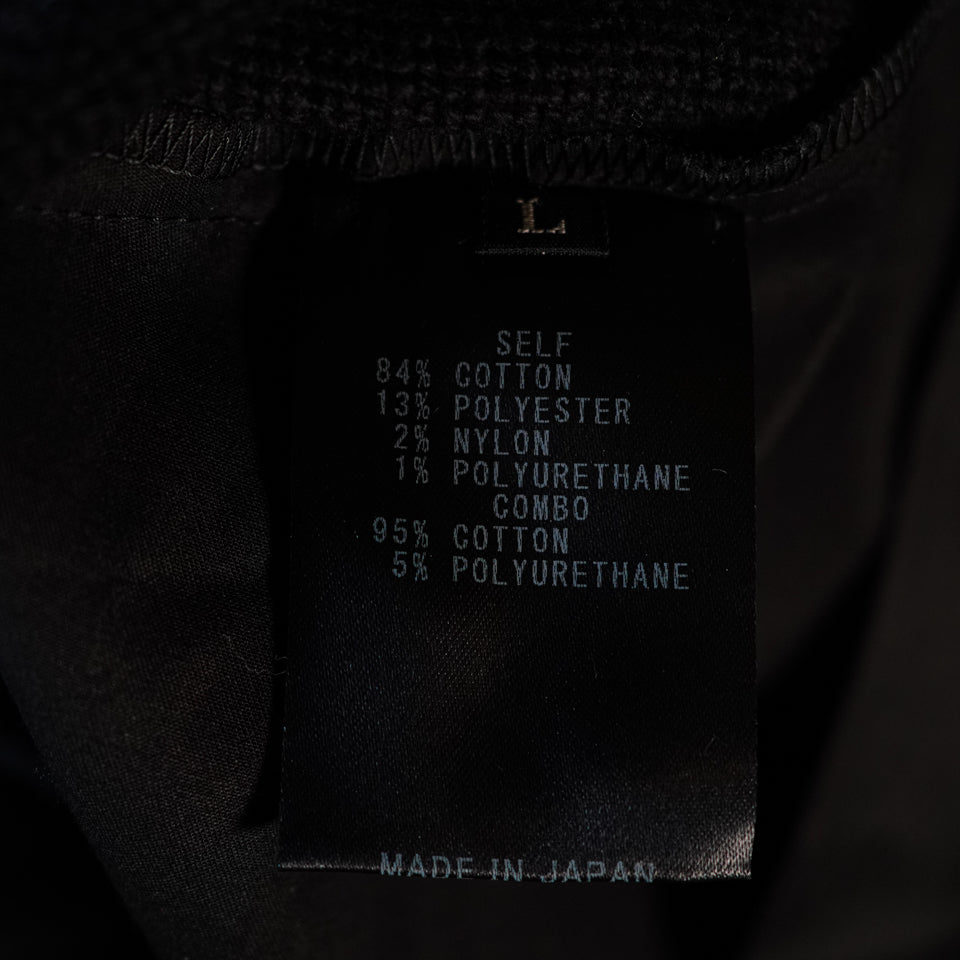 L
SELF
84% COTTON
13% POLYESTER
2% NYLON
1% POLYURETHANE
COMBO
95% COTTON
5% POLYURETHANE
MADE IN JAPAN